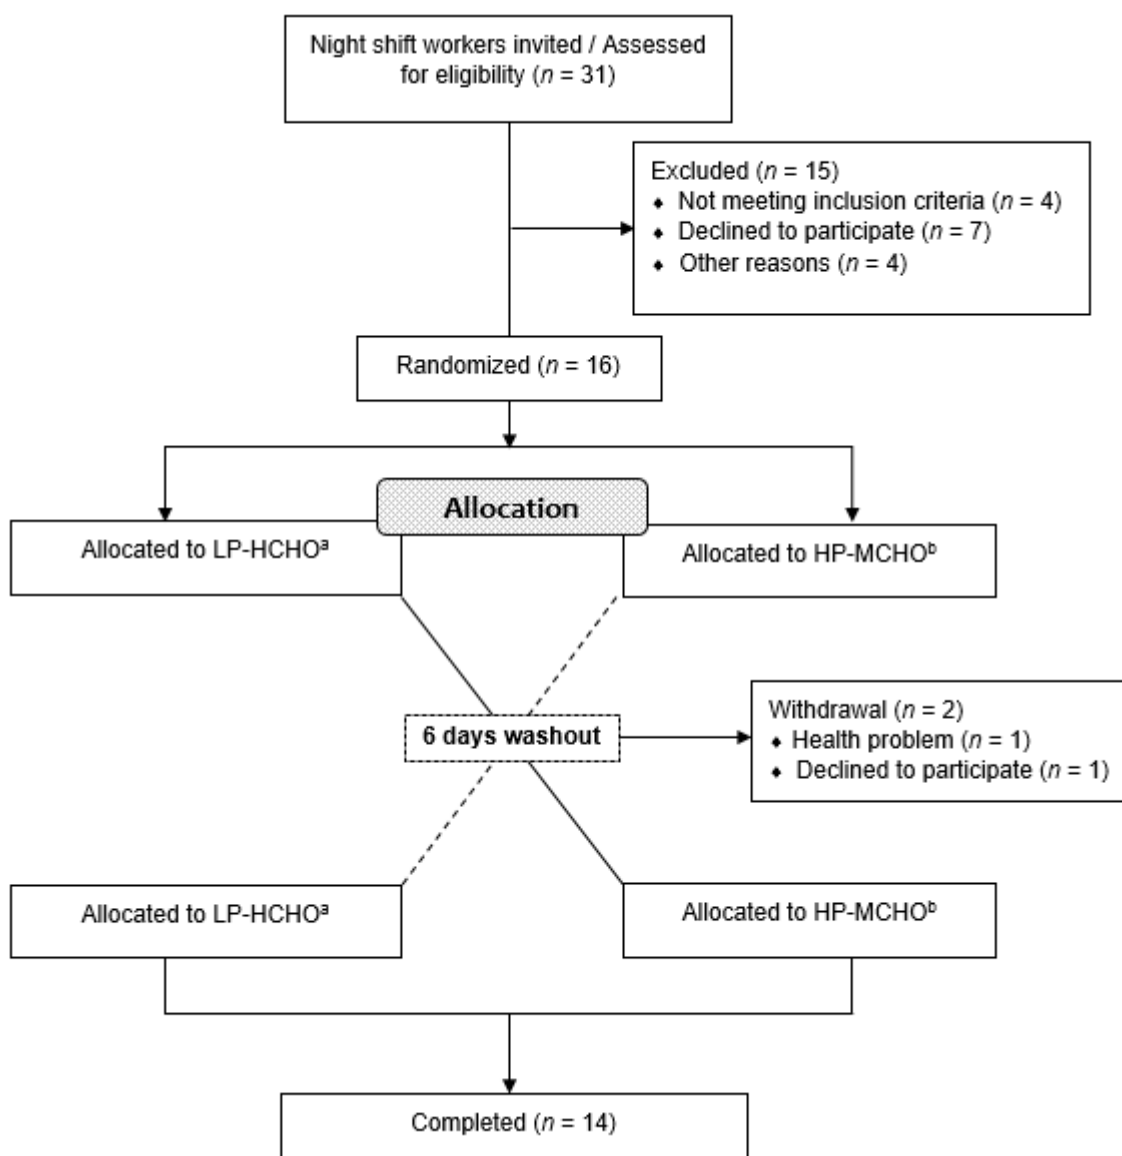 Night shift workers invited / Assessed
for eligibility (n = 31)
Excluded (n = 15)
♦ Not meeting inclusion criteria (n = 4)
♦ Declined to participate (n = 7)
♦ Other reasons (n = 4)
Randomized (n = 16)
Allocation
Allocated to LP-HCHOᵃ
Allocated to HP-MCHOᵇ
6 days washout
Withdrawal (n = 2)
♦ Health problem (n = 1)
♦ Declined to participate (n = 1)
Allocated to LP-HCHOᵃ
Allocated to HP-MCHOᵇ
Completed (n = 14)